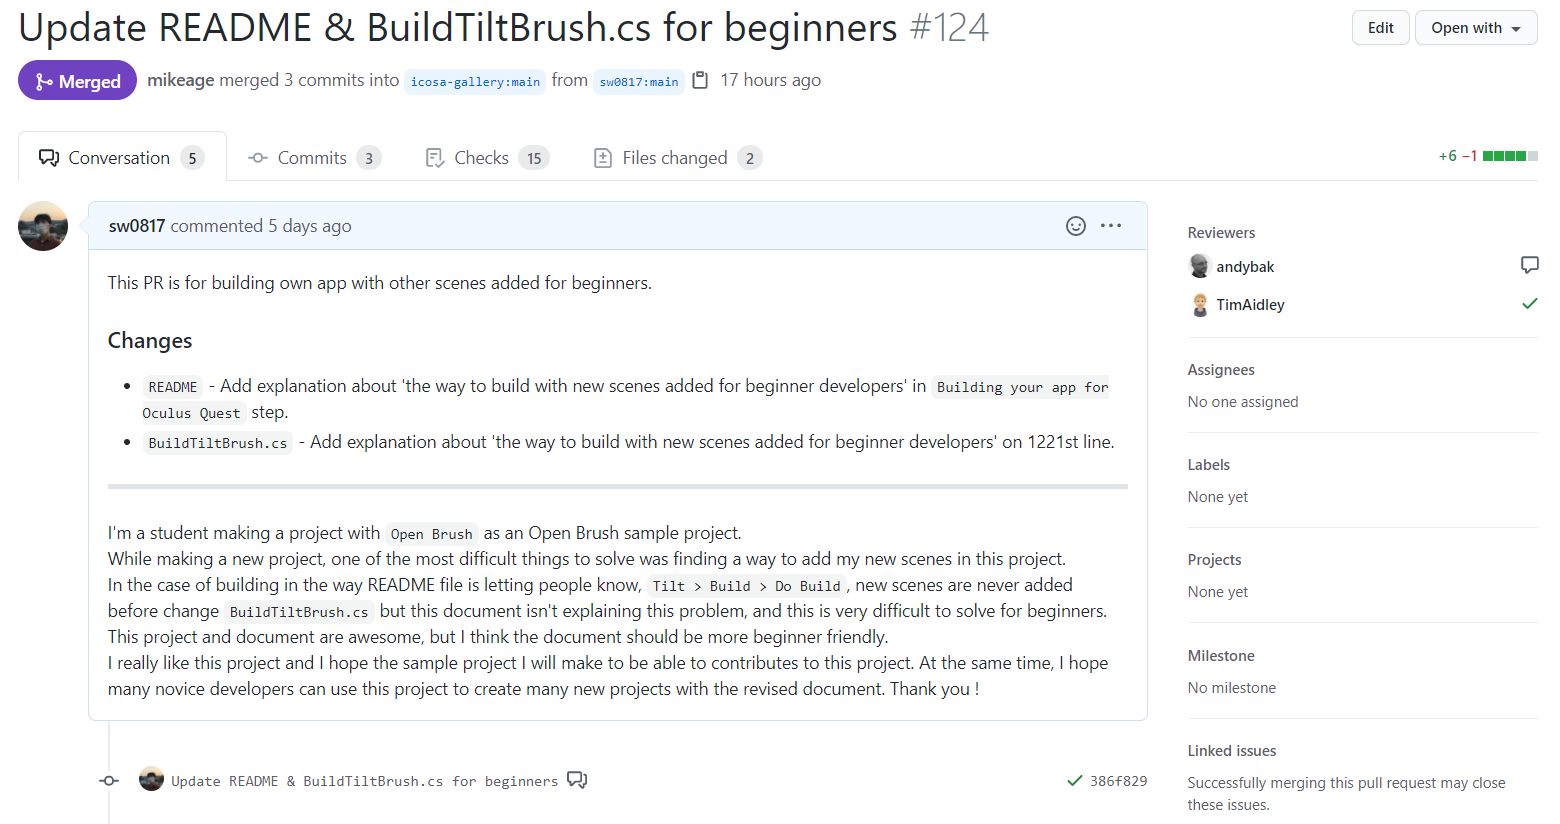 Update README & BuildTiltBrush.cs for beginners #124
Edit
Open with
Merged
mikeage merged 3 commits into icosa-gallery:main from sw0817:main 17 hours ago
Conversation 5
Commits 3
Checks 15
Files changed 2
+6 −1
sw0817 commented 5 days ago
This PR is for building own app with other scenes added for beginners.
Changes
README - Add explanation about 'the way to build with new scenes added for beginner developers' in Building your app for
Oculus Quest step.
BuildTiltBrush.cs - Add explanation about 'the way to build with new scenes added for beginner developers' on 1221st line.
I'm a student making a project with Open Brush as an Open Brush sample project.
While making a new project, one of the most difficult things to solve was finding a way to add my new scenes in this project.
In the case of building in the way README file is letting people know, Tilt > Build > Do Build, new scenes are never added
before change BuildTiltBrush.cs but this document isn't explaining this problem, and this is very difficult to solve for beginners.
This project and document are awesome, but I think the document should be more beginner friendly.
I really like this project and I hope the sample project I will make to be able to contributes to this project. At the same time, I hope
many novice developers can use this project to create many new projects with the revised document. Thank you !
Update README & BuildTiltBrush.cs for beginners
386f829
Reviewers
andybak
TimAidley
Assignees
No one assigned
Labels
None yet
Projects
None yet
Milestone
No milestone
Linked issues
Successfully merging this pull request may close
these issues.